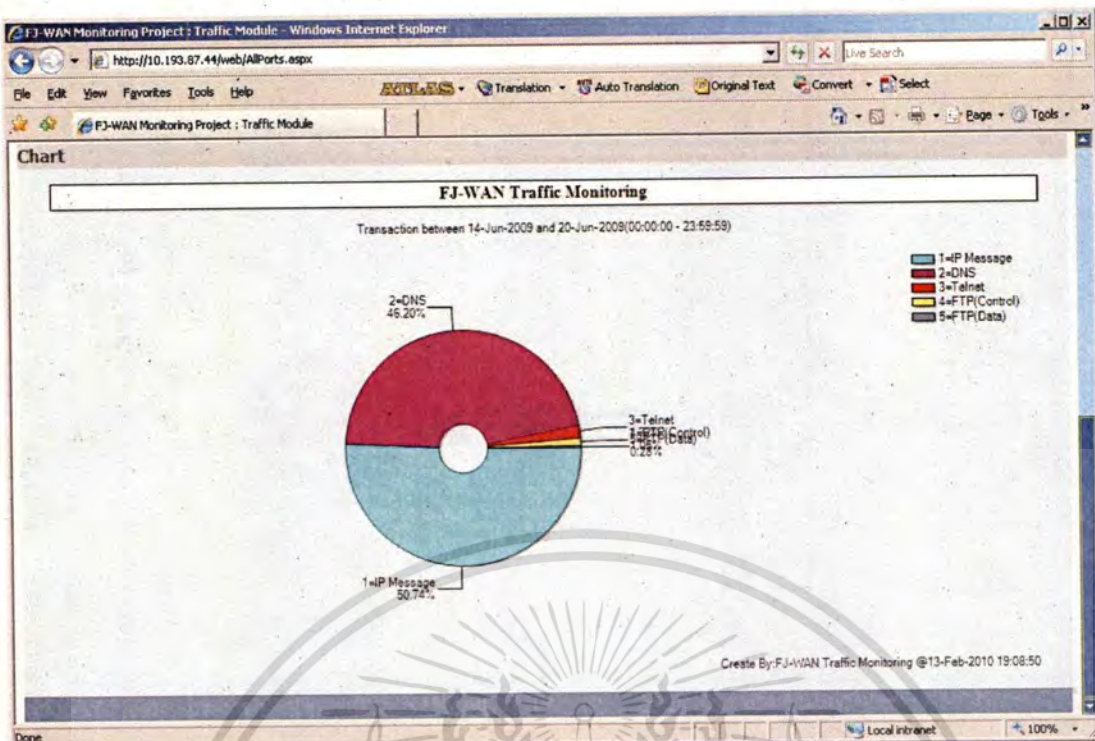 FJ-WAN Monitoring Project : Traffic Module - Windows Internet Explorer
http://10.193.87.44/web/AllPorts.aspx
Live Search
File Edit View Favorites Tools Help
ATLAS Translation Auto Translation Original Text Convert Select
FJ-WAN Monitoring Project : Traffic Module
Page Tools
Chart
FJ-WAN Traffic Monitoring
Transaction between 14-Jun-2009 and 20-Jun-2009(00:00:00 - 23:59:59)
1=IP Message
2=DNS
3=Telnet
4=FTP(Control)
5=FTP(Data)
2=DNS
46.20%
3=Telnet
0.28%
1=IP Message
50.74%
Create By:FJ-WAN Traffic Monitoring @13-Feb-2010 19:08:50
Done
Local intranet
100%